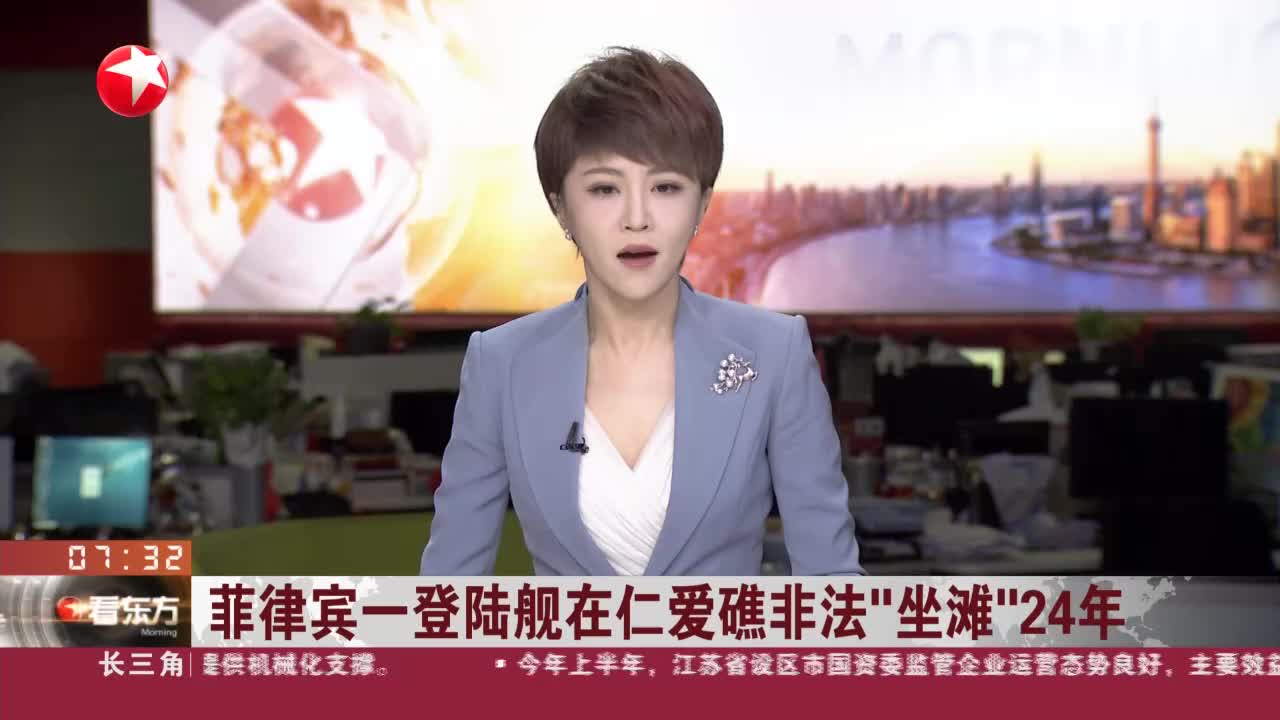 MORNING
07:32
菲律宾一登陆舰在仁爱礁非法"坐滩"24年
看东方
Morning
长三角
提供机械化支撑。 ▪ 今年上半年，江苏省设区市国资委监管企业运营态势良好，主要效益